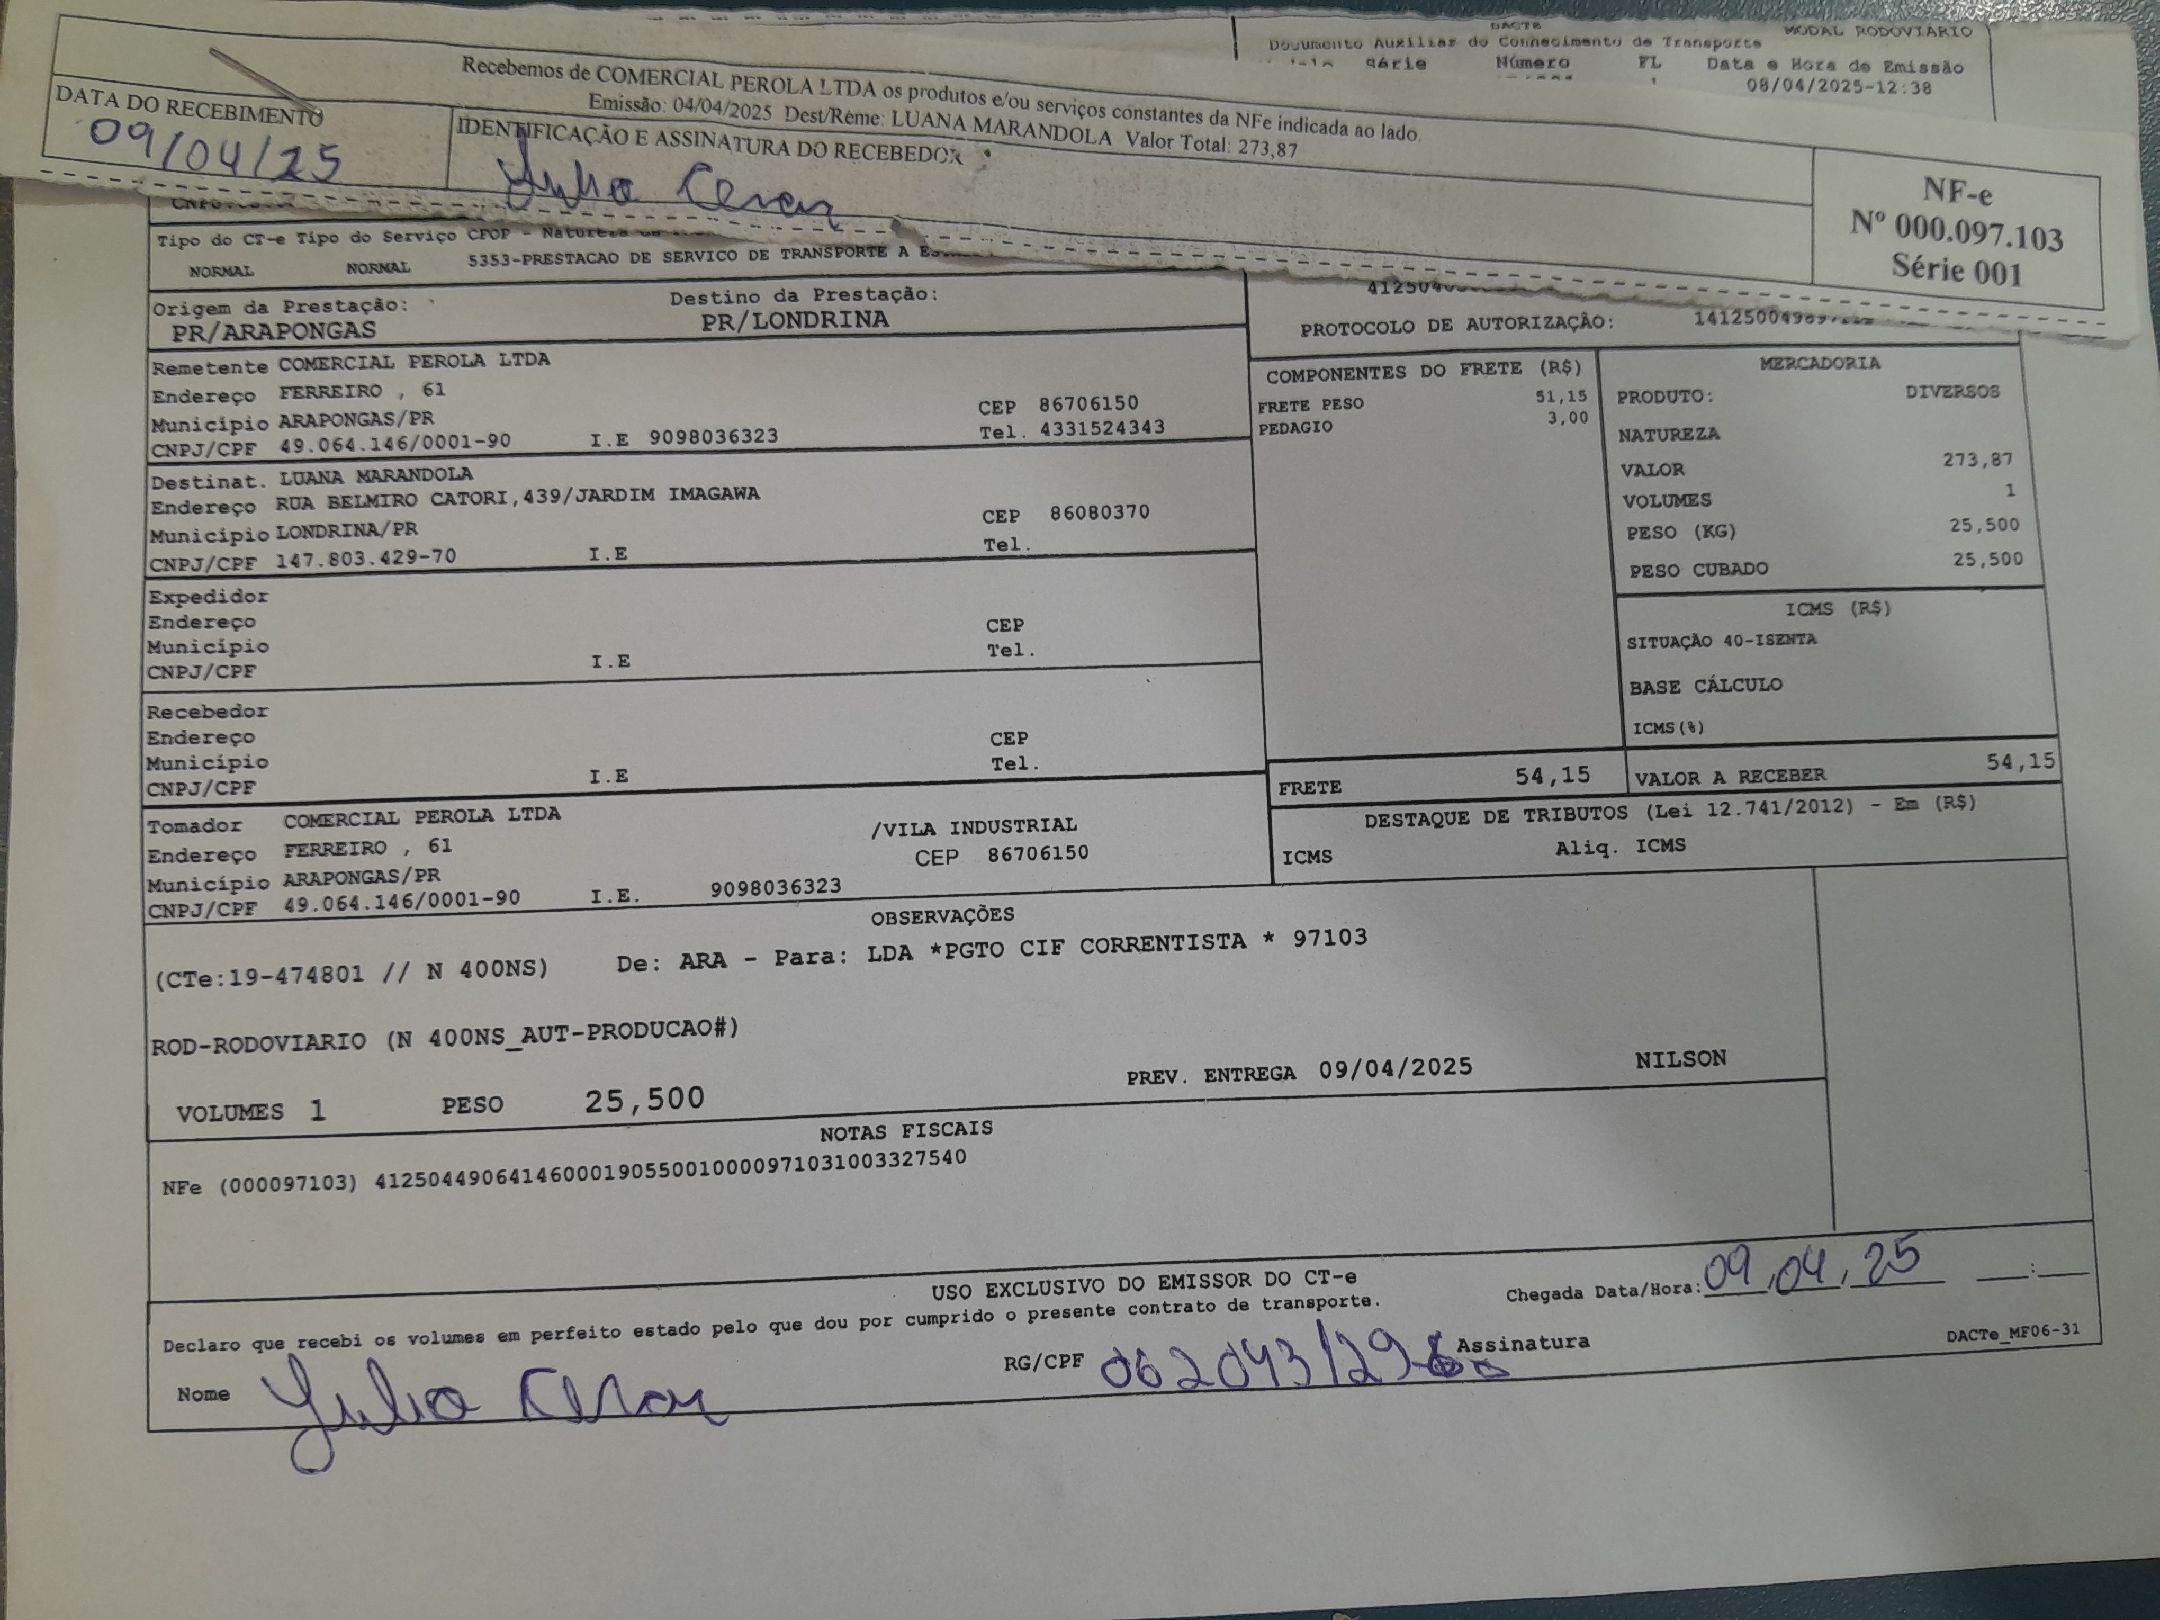 DACTE
MODAL RODOVIÁRIO
Documento Auxiliar do Conhecimento de Transporte
Série Número FL Data e Hora de Emissão
08/04/2025-12:38
Recebemos de COMERCIAL PEROLA LTDA os produtos e/ou serviços constantes da NFe indicada ao lado.
Emissão: 04/04/2025 Dest/Reme: LUANA MARANDOLA Valor Total: 273,87
DATA DO RECEBIMENTO
09/04/25
IDENTIFICAÇÃO E ASSINATURA DO RECEBEDOR
Julio Cesar
NF-e
Nº 000.097.103
Série 001
Tipo do CT-e Tipo do Serviço CFOP -
NORMAL NORMAL 5353-PRESTACAO DE SERVICO DE TRANSPORTE A
Origem da Prestação: Destino da Prestação:
PR/ARAPONGAS PR/LONDRINA
PROTOCOLO DE AUTORIZAÇÃO:
Remetente COMERCIAL PEROLA LTDA
Endereço FERREIRO , 61
Município ARAPONGAS/PR CEP 86706150
CNPJ/CPF 49.064.146/0001-90 I.E 9098036323 Tel. 4331524343
Destinat. LUANA MARANDOLA
Endereço RUA BELMIRO CATORI,439/JARDIM IMAGAWA
Município LONDRINA/PR CEP 86080370
CNPJ/CPF 147.803.429-70 I.E Tel.
Expedidor
Endereço
Município CEP
CNPJ/CPF I.E Tel.
Recebedor
Endereço
Município CEP
CNPJ/CPF I.E Tel.
Tomador COMERCIAL PEROLA LTDA
Endereço FERREIRO , 61 /VILA INDUSTRIAL
Município ARAPONGAS/PR CEP 86706150
CNPJ/CPF 49.064.146/0001-90 I.E. 9098036323
COMPONENTES DO FRETE (R$)
FRETE PESO 51,15
PEDAGIO 3,00
MERCADORIA
PRODUTO: DIVERSOS
NATUREZA
VALOR 273,87
VOLUMES 1
PESO (KG) 25,500
PESO CUBADO 25,500
ICMS (R$)
SITUAÇÃO 40-ISENTA
BASE CÁLCULO
ICMS(%)
FRETE 54,15 VALOR A RECEBER 54,15
DESTAQUE DE TRIBUTOS (Lei 12.741/2012) - Em (R$)
ICMS Aliq. ICMS
OBSERVAÇÕES
(CTe:19-474801 // N 400NS) De: ARA - Para: LDA *PGTO CIF CORRENTISTA * 97103
ROD-RODOVIARIO (N 400NS_AUT-PRODUCAO#)
VOLUMES 1 PESO 25,500 PREV. ENTREGA 09/04/2025 NILSON
NOTAS FISCAIS
NFe (000097103) 41250449064146000190550010000971031003327540
USO EXCLUSIVO DO EMISSOR DO CT-e
Declaro que recebi os volumes em perfeito estado pelo que dou por cumprido o presente contrato de transporte.
Chegada Data/Hora: 09,04,25 ___:___
Nome Julio Cesar RG/CPF Assinatura
DACTe_MF06-31